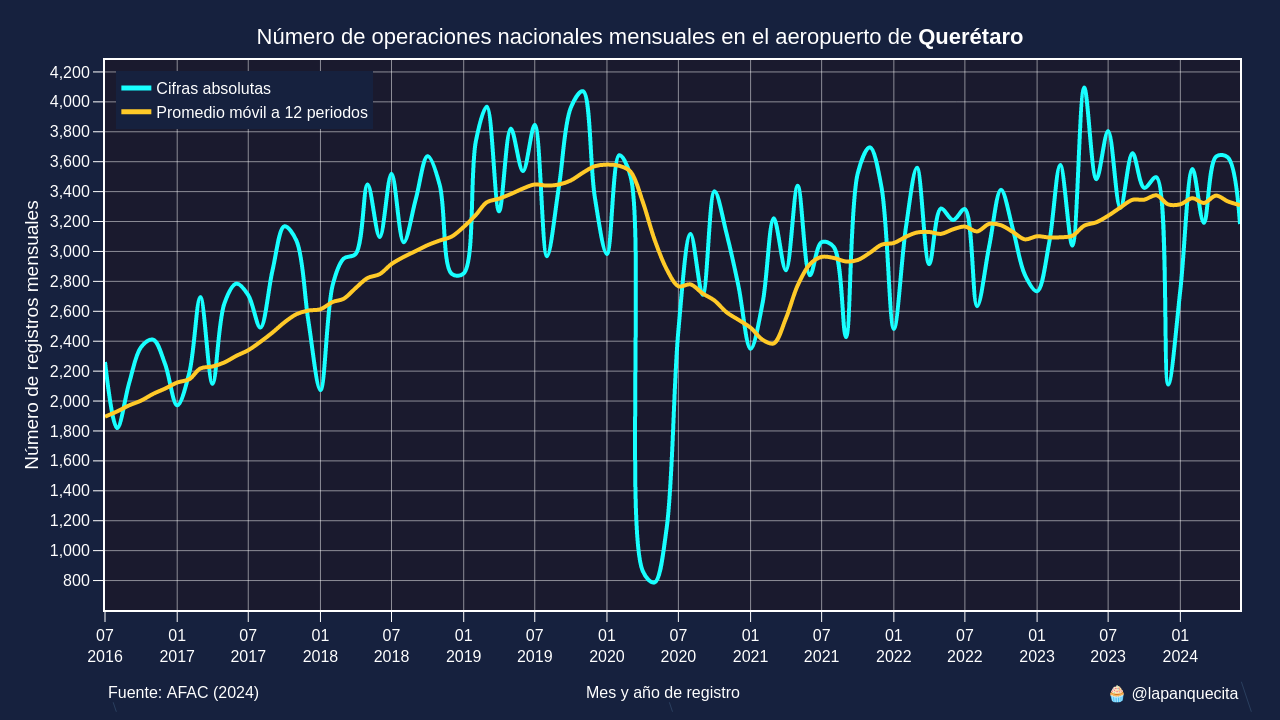 Número de operaciones nacionales mensuales en el aeropuerto de Querétaro
Cifras absolutas
Promedio móvil a 12 periodos
Número de registros mensuales
4,200
4,000
3,800
3,600
3,400
3,200
3,000
2,800
2,600
2,400
2,200
2,000
1,800
1,600
1,400
1,200
1,000
800
07 01 07 01 07 01 07 01 07 01 07 01 07 01 07 01
2016 2017 2017 2018 2018 2019 2019 2020 2020 2021 2021 2022 2022 2023 2023 2024
Fuente: AFAC (2024) Mes y año de registro 🧁 @lapanquecita